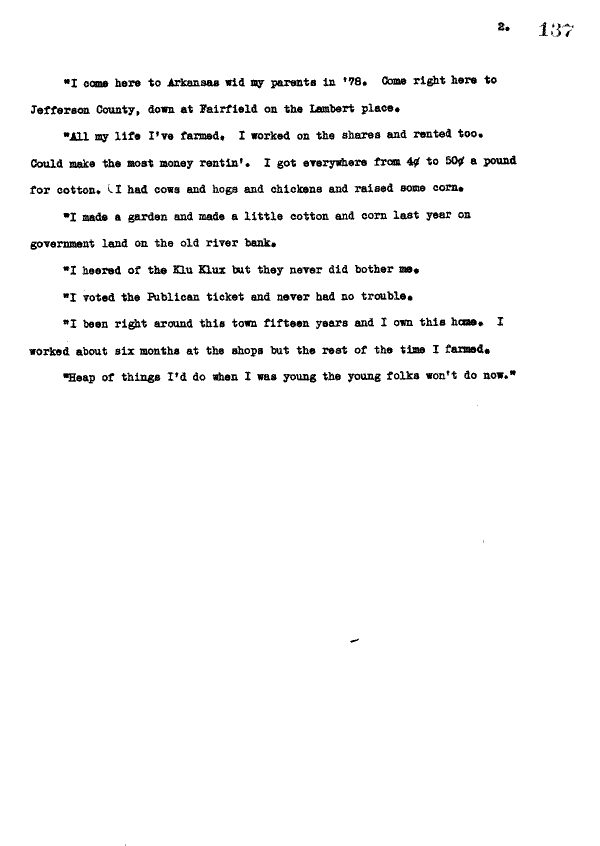 2. 137
"I come here to Arkansas wid my parents in '78. Come right here to
Jefferson County, down at Fairfield on the Lambert place.
"All my life I've farmed. I worked on the shares and rented too.
Could make the most money rentin'. I got everywhere from 4¢ to 50¢ a pound
for cotton. I had cows and hogs and chickens and raised some corn.
"I made a garden and made a little cotton and corn last year on
government land on the old river bank.
"I heered of the Klu Klux but they never did bother me.
"I voted the Publican ticket and never had no trouble.
"I been right around this town fifteen years and I own this home. I
worked about six months at the shops but the rest of the time I farmed.
"Heap of things I'd do when I was young the young folks won't do now."